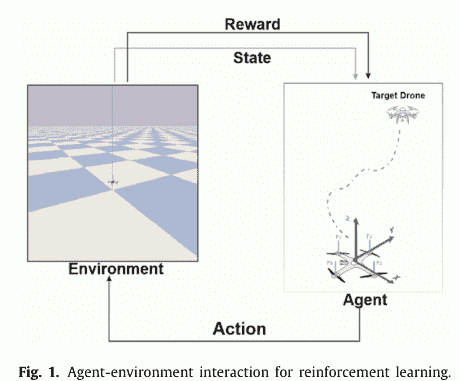 Reward
State
Target Drone
Z
Y
X
Environment
Agent
Action
Fig. 1. Agent-environment interaction for reinforcement learning.